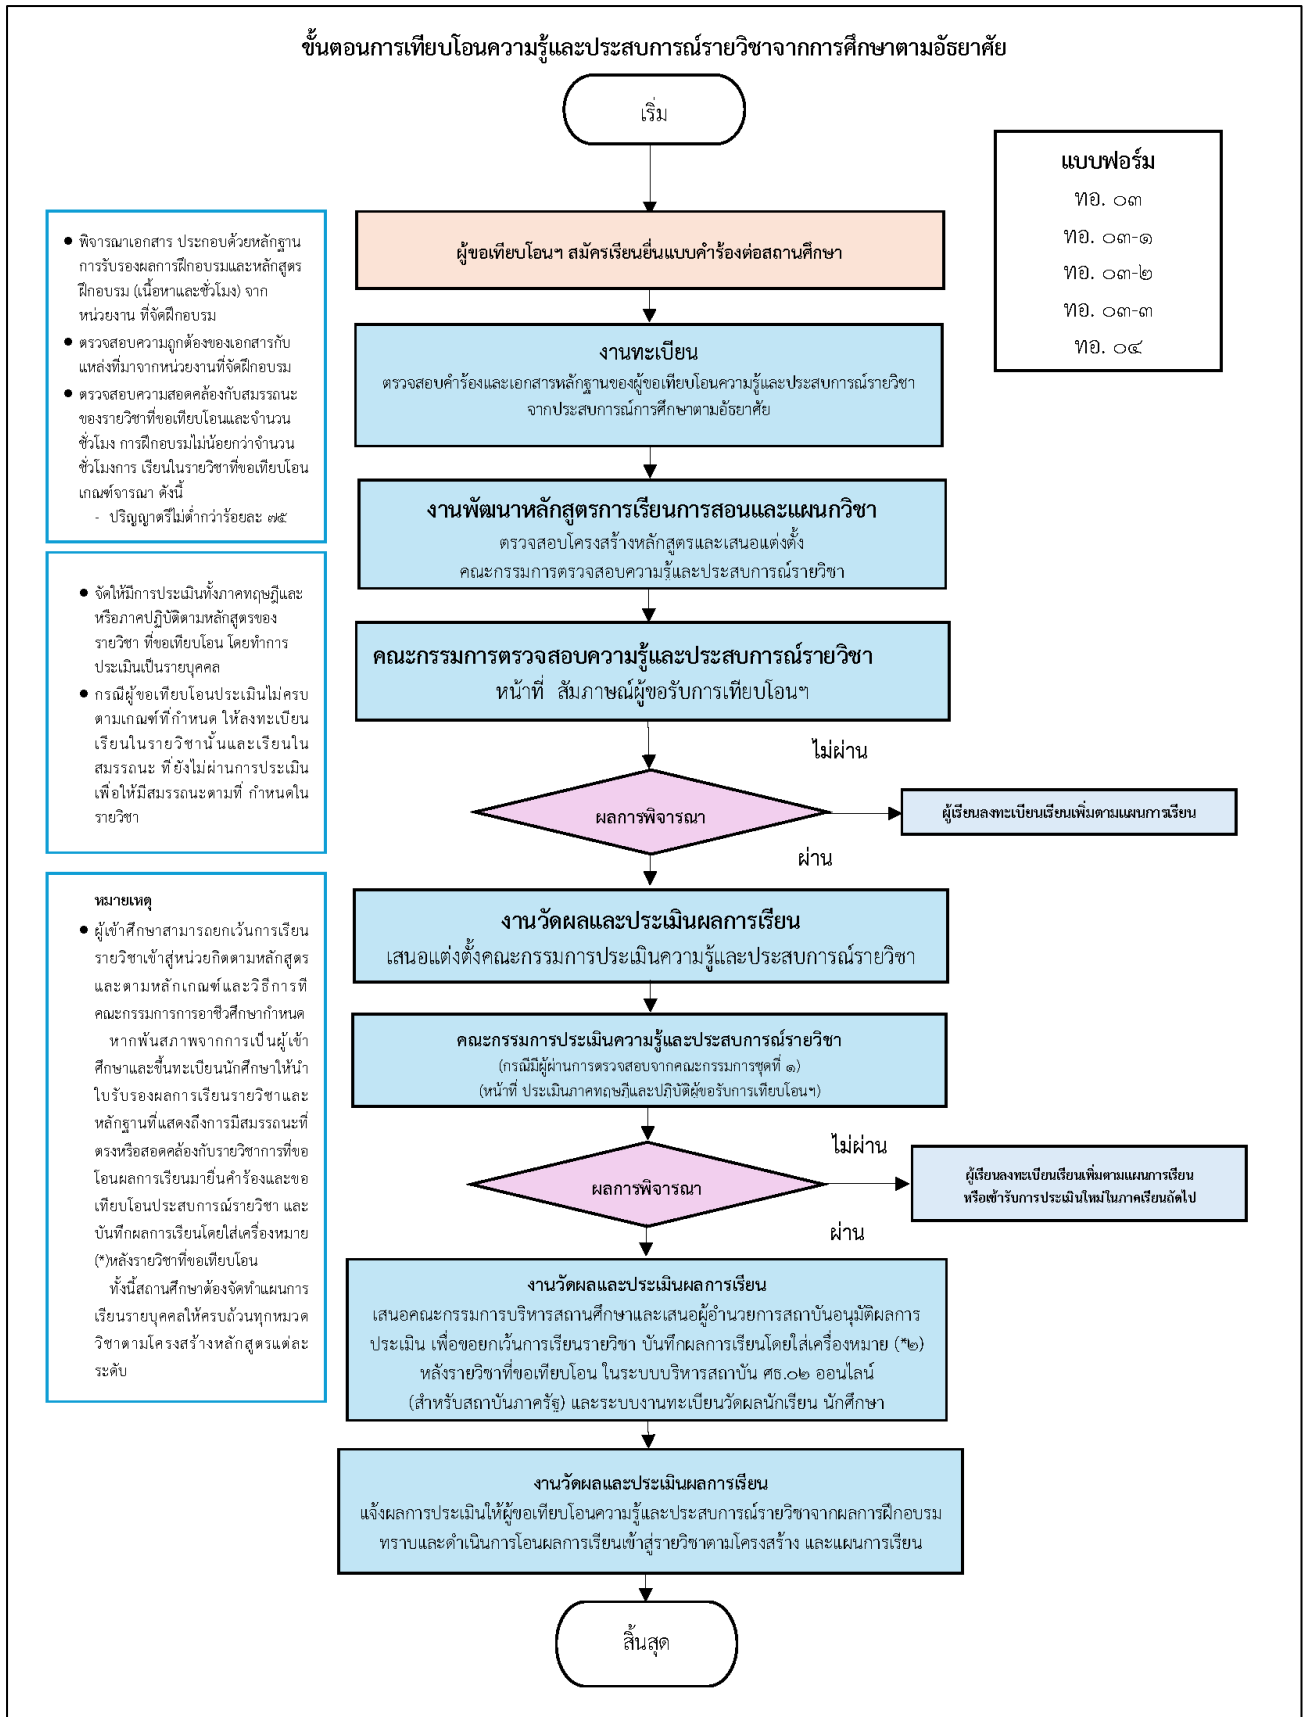 ขั้นตอนการเทียบโอนความรู้และประสบการณ์รายวิชาจากการศึกษาตามอัธยาศัย
เริ่ม
แบบฟอร์ม
ทอ. ๐๓
ทอ. ๐๓-๑
ทอ. ๐๓-๒
ทอ. ๐๓-๓
ทอ. ๐๔
● พิจารณาเอกสาร ประกอบด้วยหลักฐาน
การรับรองผลการฝึกอบรมและหลักสูตร
ฝึกอบรม (เนื้อหาและชั่วโมง) จาก
หน่วยงาน ที่จัดฝึกอบรม
● ตรวจสอบความถูกต้องของเอกสารกับ
แหล่งที่มาจากหน่วยงานที่จัดฝึกอบรม
● ตรวจสอบความสอดคล้องกับสมรรถนะ
ของรายวิชาที่ขอเทียบโอนและจำนวน
ชั่วโมง การฝึกอบรมไม่น้อยกว่าจำนวน
ชั่วโมงการ เรียนในรายวิชาที่ขอเทียบโอน
เกณฑ์จารณา ดังนี้
- ปริญญาตรีไม่ต่ำกว่าร้อยละ ๗๕
ผู้ขอเทียบโอนฯ สมัครเรียนยื่นแบบคำร้องต่อสถานศึกษา
งานทะเบียน
ตรวจสอบคำร้องและเอกสารหลักฐานของผู้ขอเทียบโอนความรู้และประสบการณ์รายวิชา
จากประสบการณ์การศึกษาตามอัธยาศัย
งานพัฒนาหลักสูตรการเรียนการสอนและแผนกวิชา
ตรวจสอบโครงสร้างหลักสูตรและเสนอแต่งตั้ง
คณะกรรมการตรวจสอบความรู้และประสบการณ์รายวิชา
● จัดให้มีการประเมินทั้งภาคทฤษฎีและ
หรือภาคปฏิบัติตามหลักสูตรของ
รายวิชา ที่ขอเทียบโอน โดยทำการ
ประเมินเป็นรายบุคคล
● กรณีผู้ขอเทียบโอนประเมินไม่ครบ
ตามเกณฑ์ที่กำหนด ให้ลงทะเบียน
เรียนในรายวิชานั้นและเรียนใน
สมรรถนะ ที่ยังไม่ผ่านการประเมิน
เพื่อให้มีสมรรถนะตามที่ กำหนดใน
รายวิชา
คณะกรรมการตรวจสอบความรู้และประสบการณ์รายวิชา
หน้าที่ สัมภาษณ์ผู้ขอรับการเทียบโอนฯ
ไม่ผ่าน
ผลการพิจารณา
ผู้เรียนลงทะเบียนเรียนเพิ่มตามแผนการเรียน
ผ่าน
หมายเหตุ
● ผู้เข้าศึกษาสามารถยกเว้นการเรียน
รายวิชาเข้าสู่หน่วยกิตตามหลักสูตร
และตามหลักเกณฑ์และวิธีการที
คณะกรรมการการอาชีวศึกษากำหนด
หากพ้นสภาพจากการเป็นผู้เข้า
ศึกษาและขึ้นทะเบียนนักศึกษาให้นำ
ใบรับรองผลการเรียนรายวิชาและ
หลักฐานที่แสดงถึงการมีสมรรถนะที่
ตรงหรือสอดคล้องกับรายวิชาการที่ขอ
โอนผลการเรียนมายื่นคำร้องและขอ
เทียบโอนประสบการณ์รายวิชา และ
บันทึกผลการเรียนโดยใส่เครื่องหมาย
(*)หลังรายวิชาที่ขอเทียบโอน
ทั้งนี้สถานศึกษาต้องจัดทำแผนการ
เรียนรายบุคคลให้ครบถ้วนทุกหมวด
วิชาตามโครงสร้างหลักสูตรแต่ละ
ระดับ
งานวัดผลและประเมินผลการเรียน
เสนอแต่งตั้งคณะกรรมการประเมินความรู้และประสบการณ์รายวิชา
คณะกรรมการประเมินความรู้และประสบการณ์รายวิชา
(กรณีมีผู้ผ่านการตรวจสอบจากคณะกรรมการชุดที่ ๑)
(หน้าที่ ประเมินภาคทฤษฎีและปฏิบัติผู้ขอรับการเทียบโอนฯ)
ไม่ผ่าน
ผลการพิจารณา
ผู้เรียนลงทะเบียนเรียนเพิ่มตามแผนการเรียน
หรือเข้ารับการประเมินใหม่ในภาคเรียนถัดไป
ผ่าน
งานวัดผลและประเมินผลการเรียน
เสนอคณะกรรมการบริหารสถานศึกษาและเสนอผู้อำนวยการสถาบันอนุมัติผลการ
ประเมิน เพื่อขอยกเว้นการเรียนรายวิชา บันทึกผลการเรียนโดยใส่เครื่องหมาย (*๒)
หลังรายวิชาที่ขอเทียบโอน ในระบบบริหารสถาบัน ศธ.๐๒ ออนไลน์
(สำหรับสถาบันภาครัฐ) และระบบงานทะเบียนวัดผลนักเรียน นักศึกษา
งานวัดผลและประเมินผลการเรียน
แจ้งผลการประเมินให้ผู้ขอเทียบโอนความรู้และประสบการณ์รายวิชาจากผลการฝึกอบรม
ทราบและดำเนินการโอนผลการเรียนเข้าสู่รายวิชาตามโครงสร้าง และแผนการเรียน
สิ้นสุด